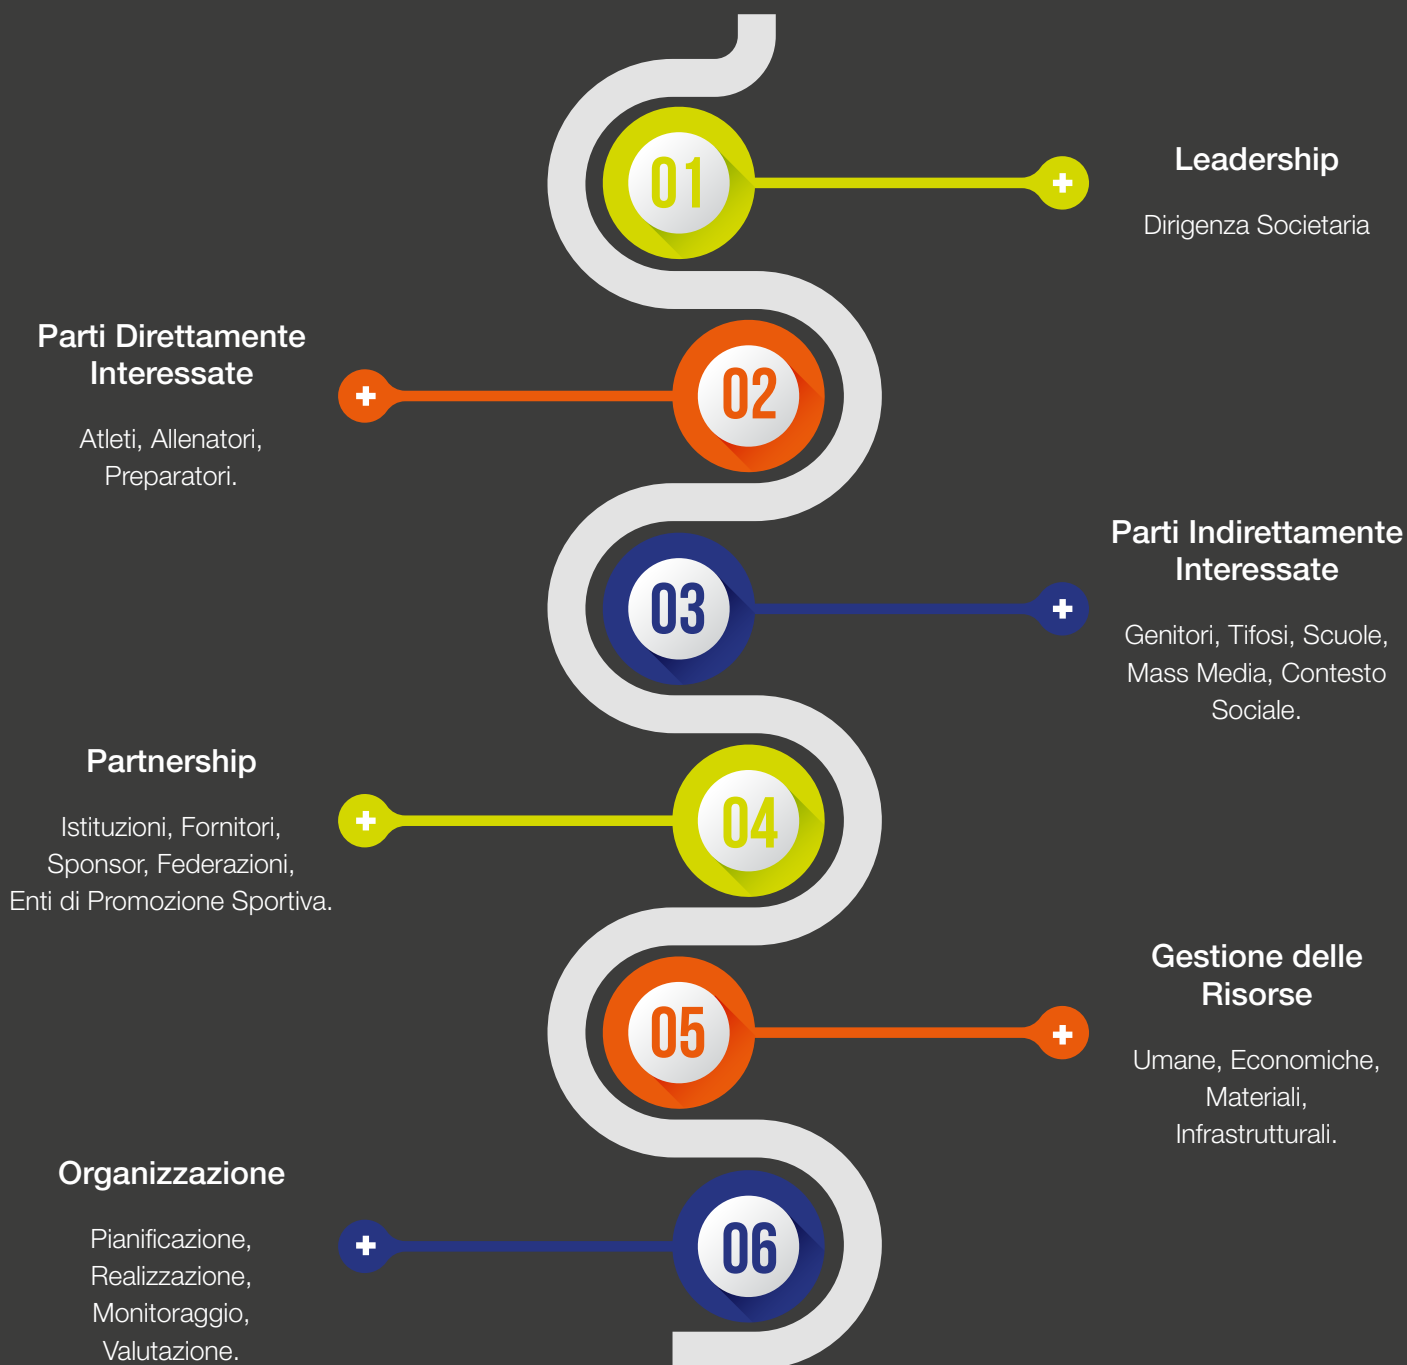 01
Leadership
Dirigenza Societaria
02
Parti Direttamente
Interessate
Atleti, Allenatori,
Preparatori.
03
Parti Indirettamente
Interessate
Genitori, Tifosi, Scuole,
Mass Media, Contesto
Sociale.
04
Partnership
Istituzioni, Fornitori,
Sponsor, Federazioni,
Enti di Promozione Sportiva.
05
Gestione delle
Risorse
Umane, Economiche,
Materiali,
Infrastrutturali.
06
Organizzazione
Pianificazione,
Realizzazione,
Monitoraggio,
Valutazione.